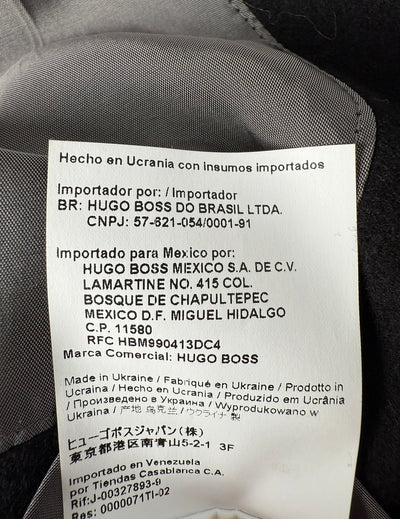 Hecho en Ucrania con insumos importados
Importador por: / Importador
BR: HUGO BOSS DO BRASIL LTDA.
CNPJ: 57-621-054/0001-91
Importado para Mexico por:
HUGO BOSS MEXICO S.A. DE C.V.
LAMARTINE NO. 415 COL.
BOSQUE DE CHAPULTEPEC
MEXICO D.F. MIGUEL HIDALGO
C.P. 11580
RFC HBM990413DC4
Marca Comercial: HUGO BOSS
Made in Ukraine / Fabriqué en Ukraine / Prodotto in
Ucraina / Hecho en Ucrania / Produzido em Ucrânia
/ Произведено в Украина / Wyprodukowano w
Ukraina / 产地 乌克兰 / ウクライナ 製
ヒューゴボスジャパン(株)
東京都港区南青山5-2-1 3F
Importado en Venezuela
por Tiendas Casablanca C.A.
Rif:J-00327893-9
Res: 0000071TI-02